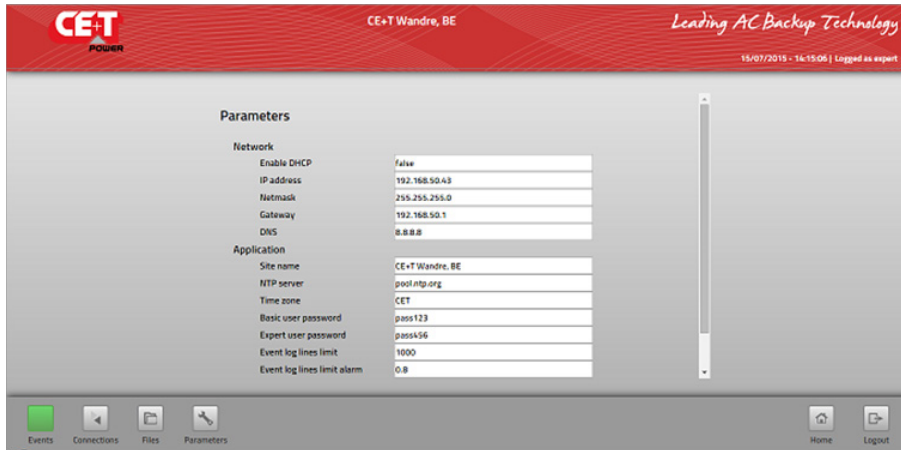 CE+T
POWER
CE+T Wandre, BE
Leading AC Backup Technology
15/07/2015 - 14:15:06 | Logged as expert
Parameters
Network
Enable DHCP false
IP address 192.168.50.43
Netmask 255.255.255.0
Gateway 192.168.50.1
DNS 8.8.8.8
Application
Site name CE+T Wandre, BE
NTP server pool.ntp.org
Time zone CET
Basic user password pass123
Expert user password pass456
Event log lines limit 1000
Event log lines limit alarm 0.8
Events Connections Files Parameters Home Logout